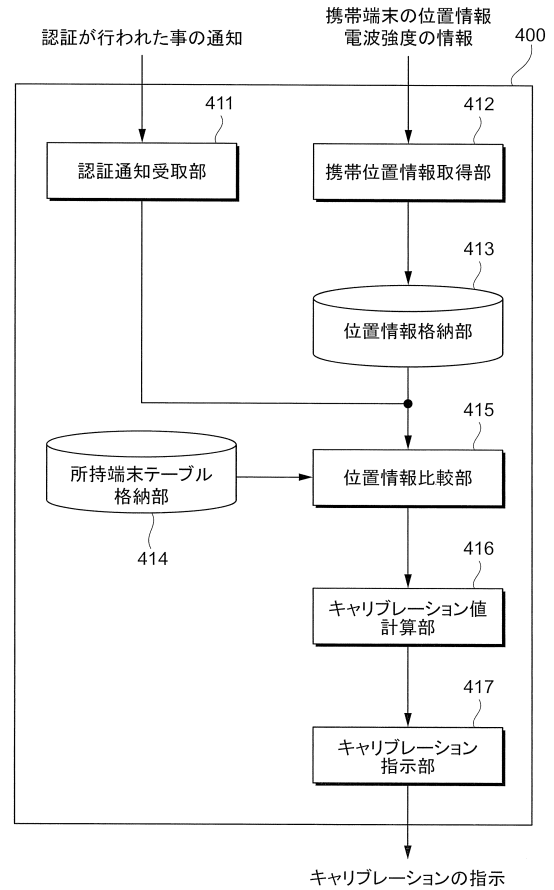 認証が行われた事の通知
携帯端末の位置情報
電波強度の情報
400
411
認証通知受取部
412
携帯位置情報取得部
413
位置情報格納部
415
位置情報比較部
所持端末テーブル
格納部
414
416
キャリブレーション値
計算部
417
キャリブレーション
指示部
キャリブレーションの指示